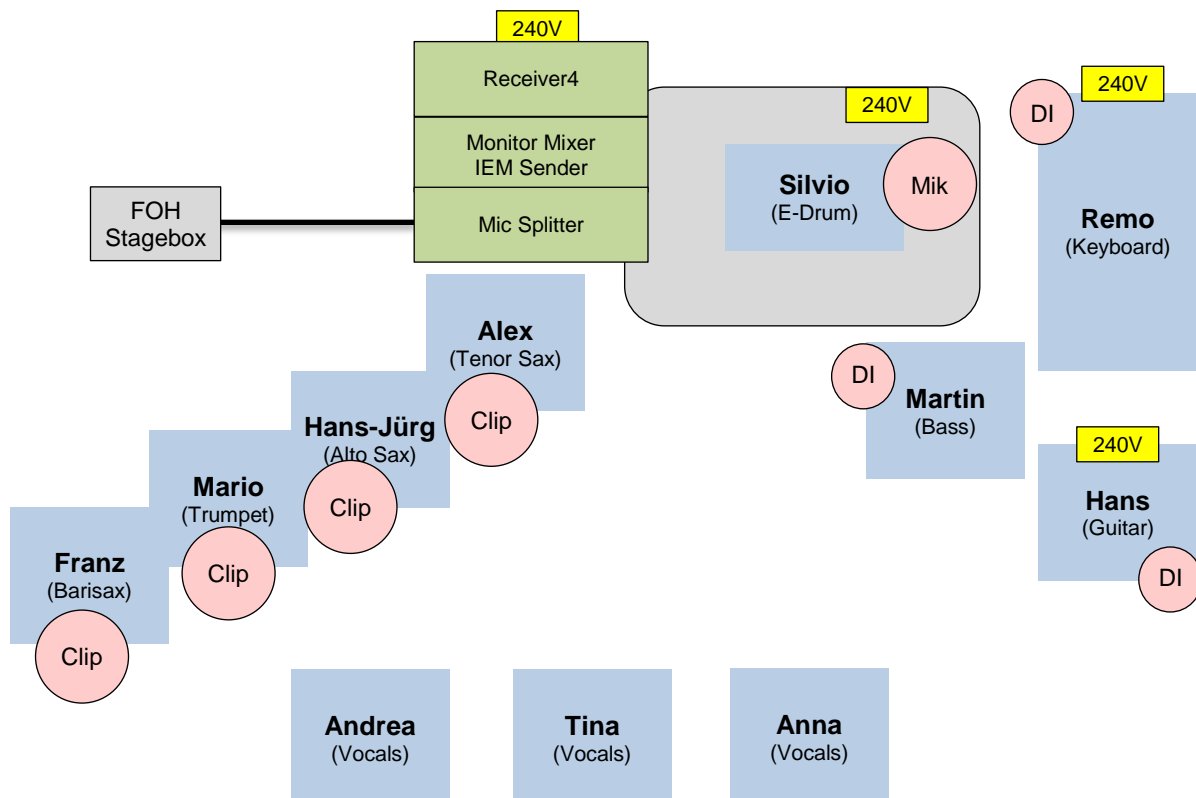 240V
Receiver4
Monitor Mixer
IEM Sender
Mic Splitter
FOH
Stagebox
240V
Silvio
(E-Drum)
Mik
240V
DI
Remo
(Keyboard)
Alex
(Tenor Sax)
Clip
Hans-Jürg
(Alto Sax)
Clip
Mario
(Trumpet)
Clip
Franz
(Barisax)
Clip
DI
Martin
(Bass)
240V
Hans
(Guitar)
DI
Andrea
(Vocals)
Tina
(Vocals)
Anna
(Vocals)